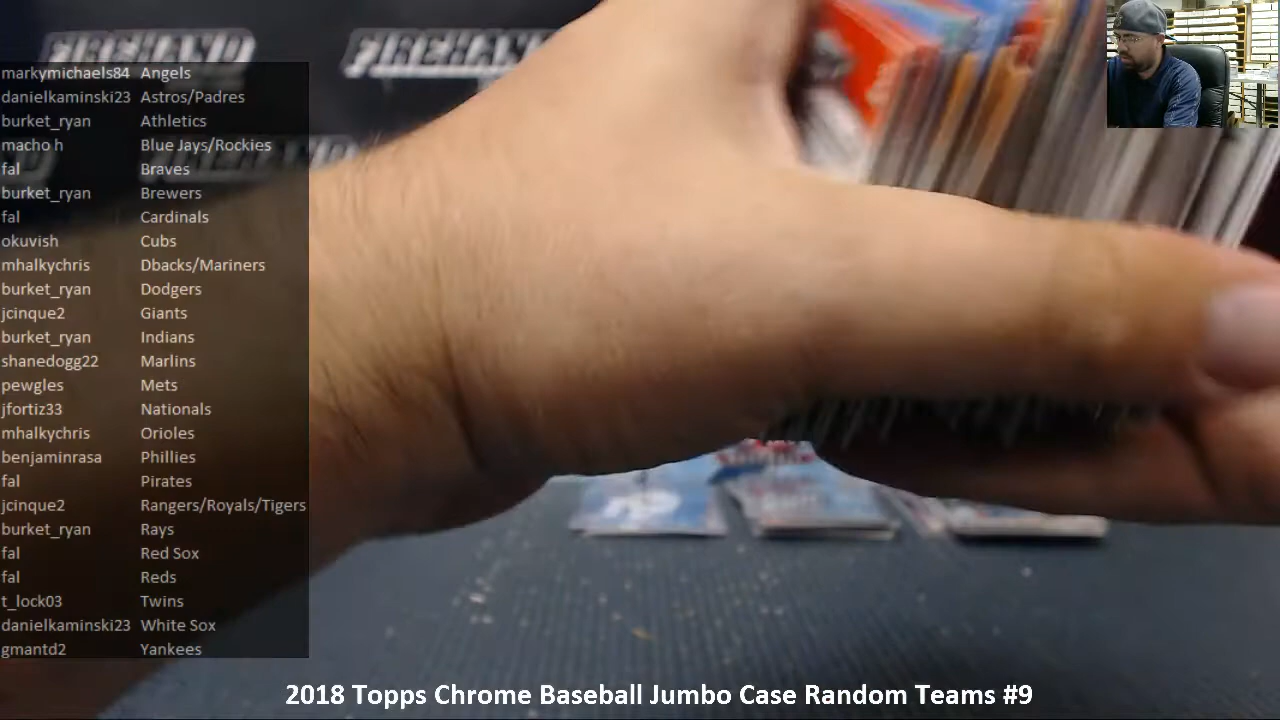 FIREHAND FIREHAND
markymichaels84 Angels
danielkaminski23 Astros/Padres
burket_ryan Athletics
macho h Blue Jays/Rockies
fal Braves
burket_ryan Brewers
fal Cardinals
okuvish Cubs
mhalkychris Dbacks/Mariners
burket_ryan Dodgers
jcinque2 Giants
burket_ryan Indians
shanedogg22 Marlins
pewgles Mets
jfortiz33 Nationals
mhalkychris Orioles
benjaminrasa Phillies
fal Pirates
jcinque2 Rangers/Royals/Tigers
burket_ryan Rays
fal Red Sox
fal Reds
t_lock03 Twins
danielkaminski23 White Sox
gmantd2 Yankees
2018 Topps Chrome Baseball Jumbo Case Random Teams #9